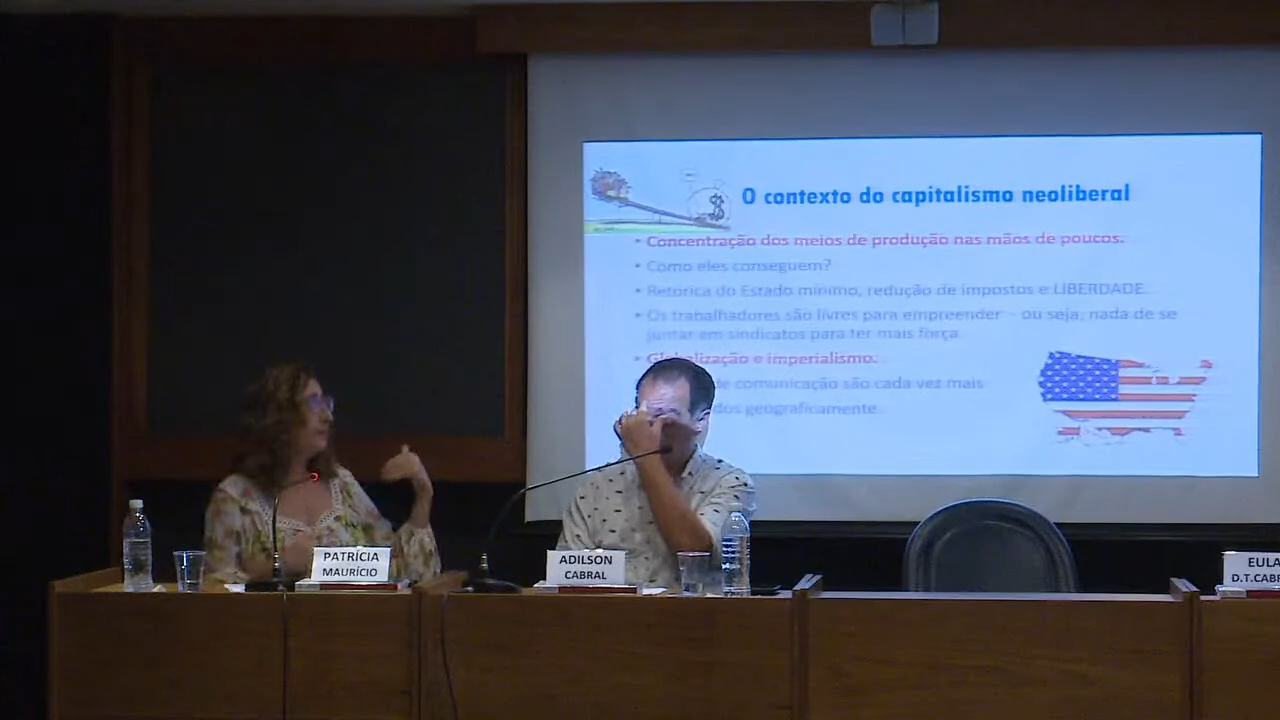 O contexto do capitalismo neoliberal
• Concentração dos meios de produção nas mãos de poucos.
• Como eles conseguem?
• Retórica do Estado mínimo, redução de impostos e LIBERDADE.
• Os trabalhadores são livres para empreender – ou seja, nada de se
juntar em sindicatos para ter mais força.
• Globalização e imperialismo.
de comunicação são cada vez mais
geograficamente.
$
PATRÍCIA
MAURÍCIO
ADILSON
CABRAL
EULA
D.T.CABR